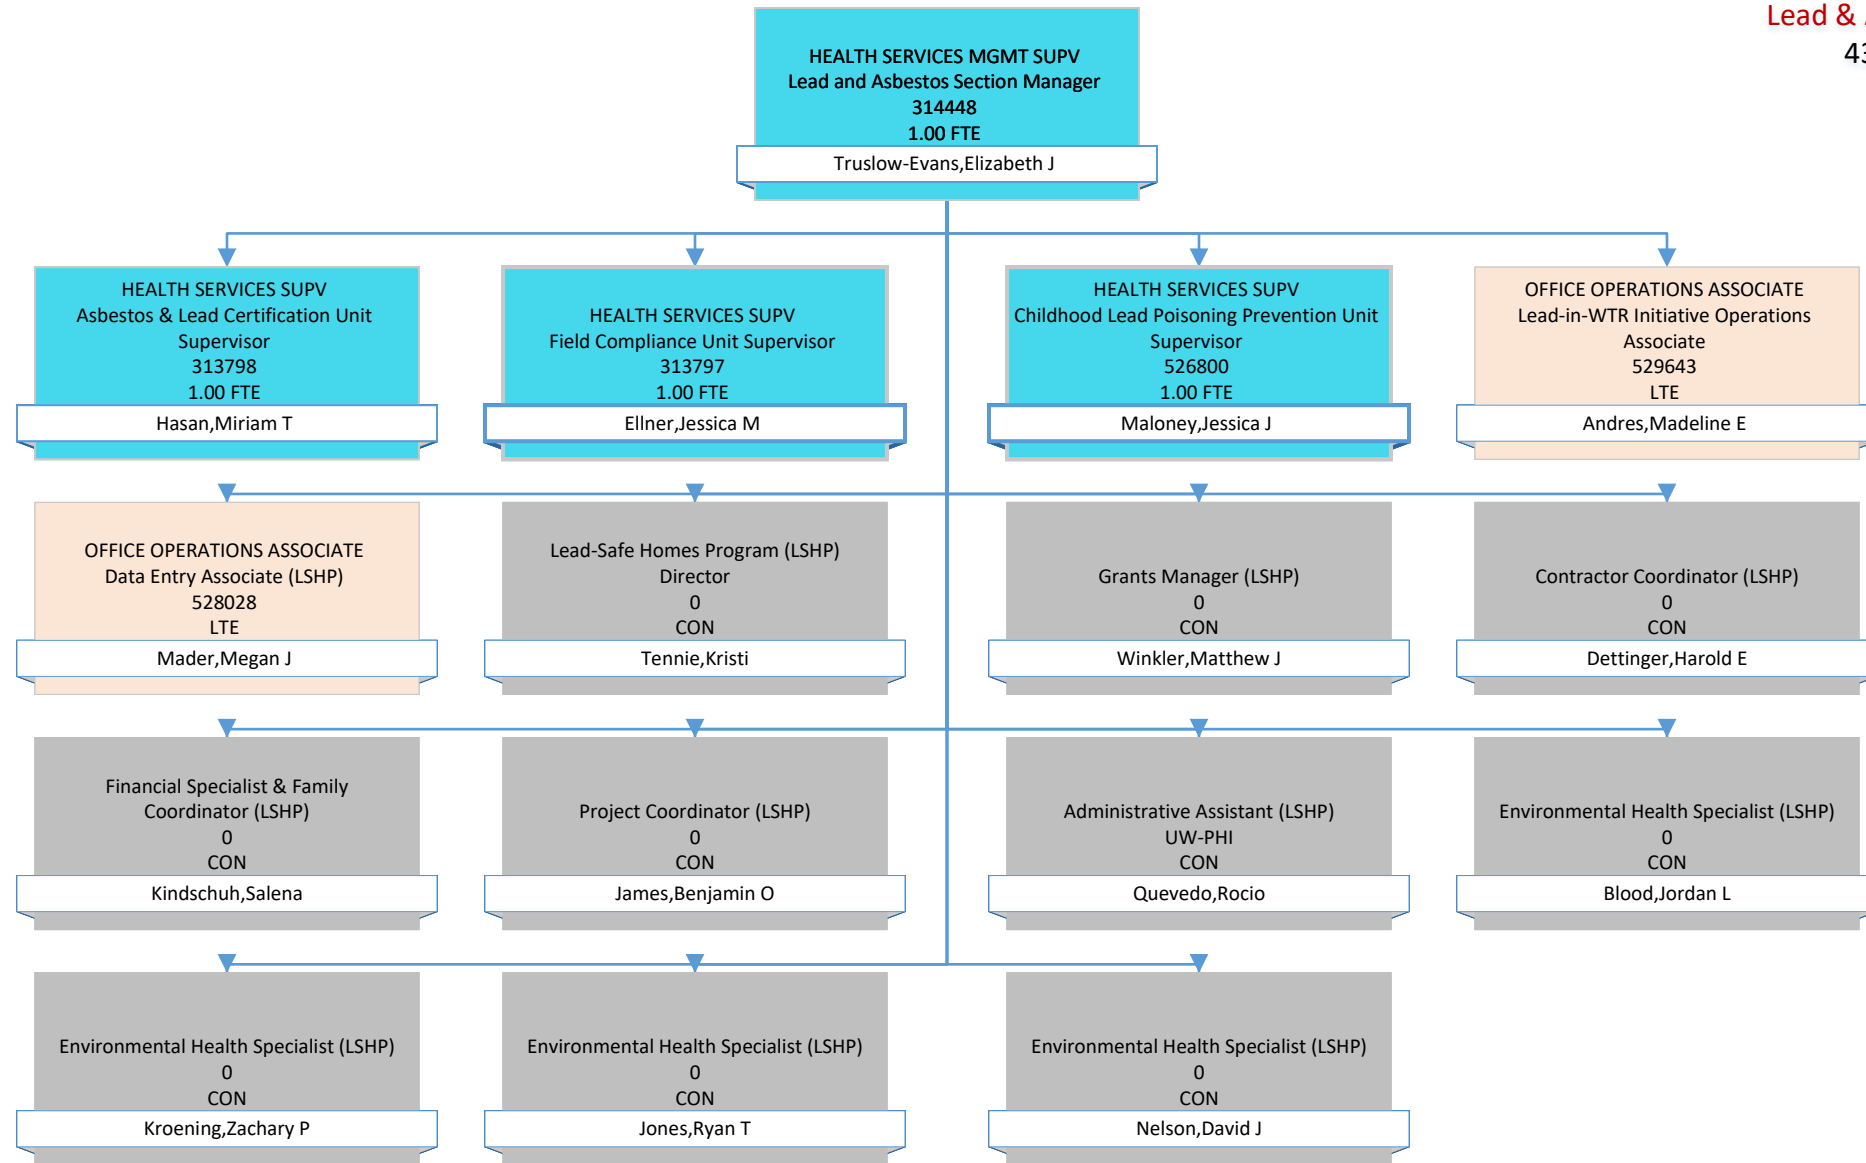 Lead &
43
HEALTH SERVICES MGMT SUPV
Lead and Asbestos Section Manager
314448
1.00 FTE
Truslow-Evans,Elizabeth J
HEALTH SERVICES SUPV
Asbestos & Lead Certification Unit
Supervisor
313798
1.00 FTE
Hasan,Miriam T
HEALTH SERVICES SUPV
Field Compliance Unit Supervisor
313797
1.00 FTE
Ellner,Jessica M
HEALTH SERVICES SUPV
Childhood Lead Poisoning Prevention Unit
Supervisor
526800
1.00 FTE
Maloney,Jessica J
OFFICE OPERATIONS ASSOCIATE
Lead-in-WTR Initiative Operations
Associate
529643
LTE
Andres,Madeline E
OFFICE OPERATIONS ASSOCIATE
Data Entry Associate (LSHP)
528028
LTE
Mader,Megan J
Lead-Safe Homes Program (LSHP)
Director
0
CON
Tennie,Kristi
Grants Manager (LSHP)
0
CON
Winkler,Matthew J
Contractor Coordinator (LSHP)
0
CON
Dettinger,Harold E
Financial Specialist & Family
Coordinator (LSHP)
0
CON
Kindschuh,Salena
Project Coordinator (LSHP)
0
CON
James,Benjamin O
Administrative Assistant (LSHP)
UW-PHI
CON
Quevedo,Rocio
Environmental Health Specialist (LSHP)
0
CON
Blood,Jordan L
Environmental Health Specialist (LSHP)
0
CON
Kroening,Zachary P
Environmental Health Specialist (LSHP)
0
CON
Jones,Ryan T
Environmental Health Specialist (LSHP)
0
CON
Nelson,David J